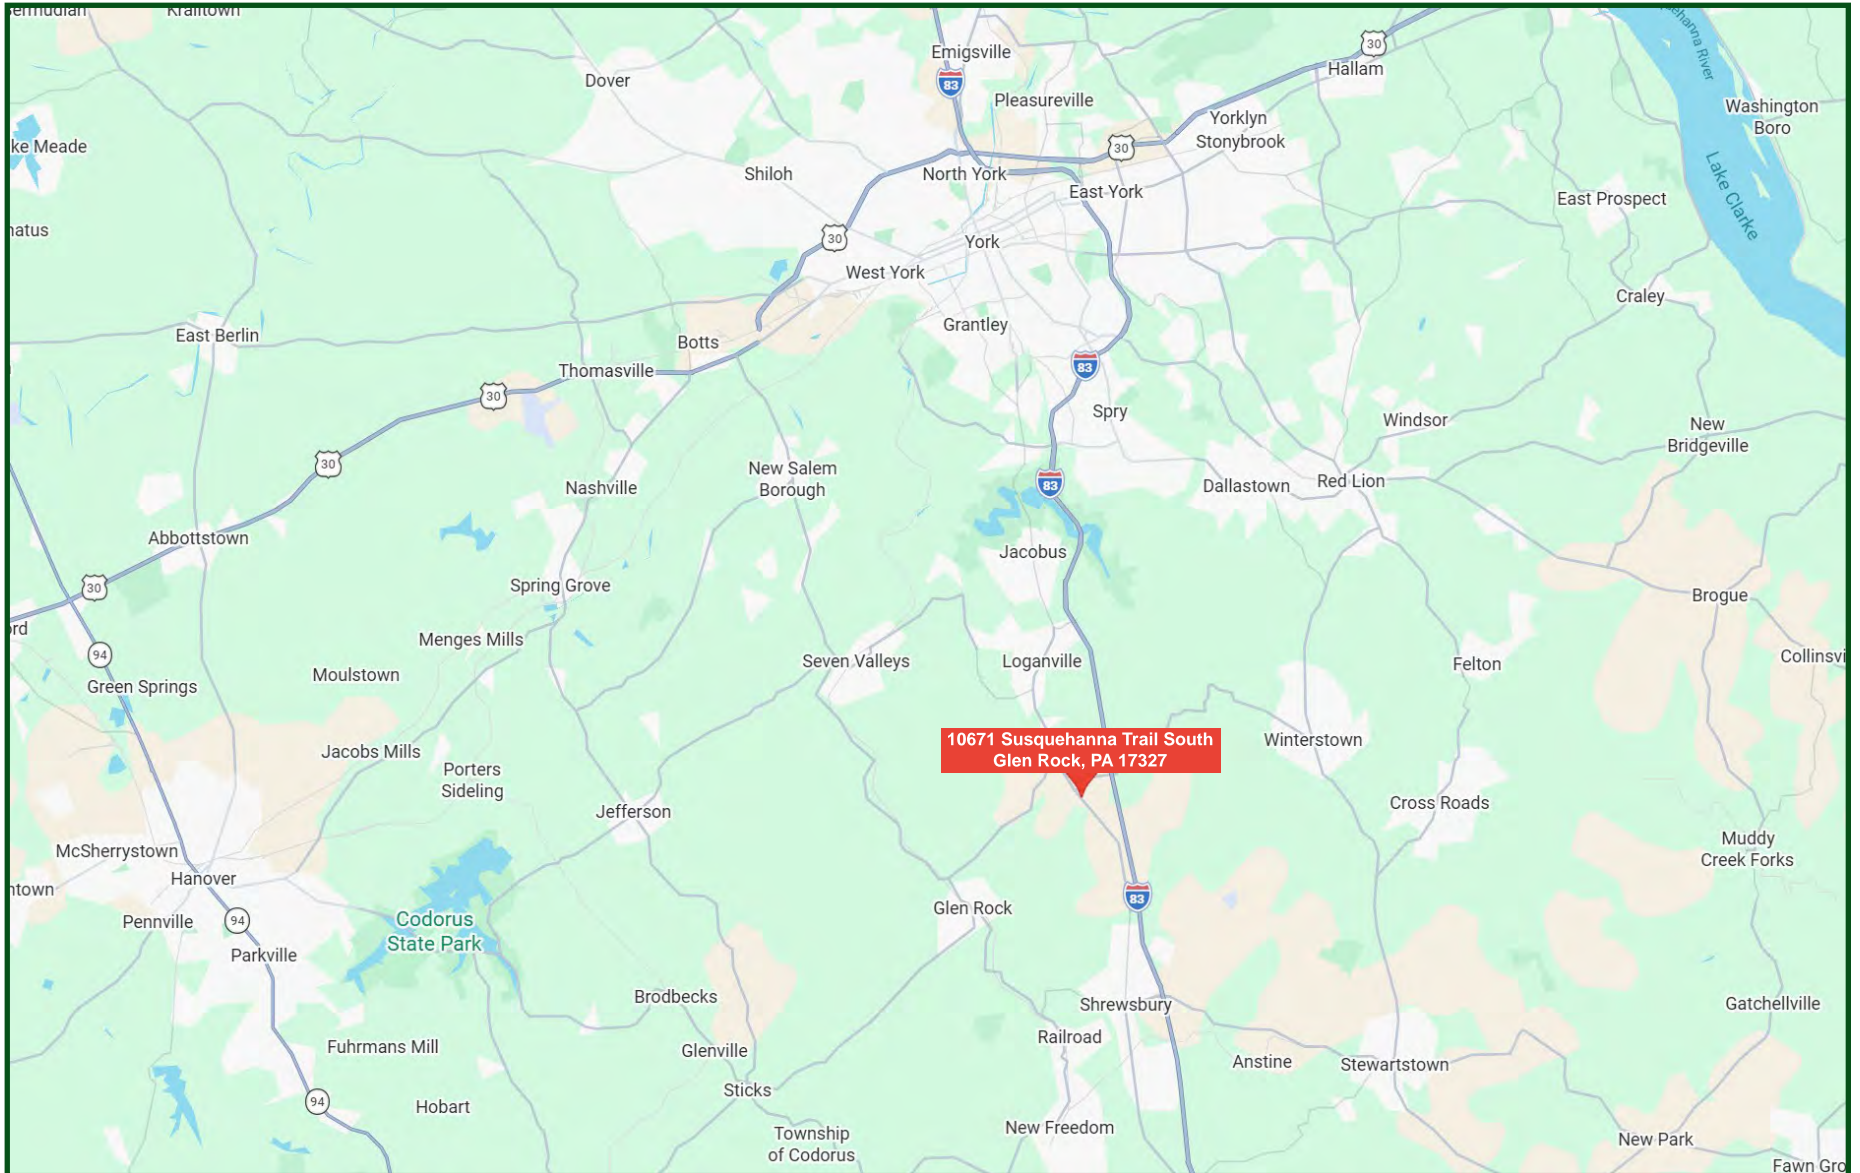 Kralltown
Emigsville
30
Hallam
Dover
83
Pleasureville
Washington
Boro
Yorklyn
Stonybrook
30
Shiloh
North York
East York
Lake Clarke
East Prospect
30
York
West York
Craley
East Berlin
Grantley
Botts
Thomasville
83
30
Spry
Windsor
New
Bridgeville
30
New Salem
Borough
Nashville
83
Dallastown
Red Lion
Abbottstown
Jacobus
30
Spring Grove
Brogue
94
Menges Mills
Seven Valleys
Loganville
Felton
Green Springs
Moulstown
10671 Susquehanna Trail South
Glen Rock, PA 17327
Winterstown
Jacobs Mills
Porters
Sideling
Jefferson
Cross Roads
McSherrystown
Muddy
Creek Forks
Hanover
83
Glen Rock
Pennville
94
Codorus
State Park
Parkville
Brodbecks
Shrewsbury
Gatchellville
Railroad
Fuhrmans Mill
Glenville
Anstine
Stewartstown
Sticks
94
Hobart
New Freedom
Township
of Codorus
New Park